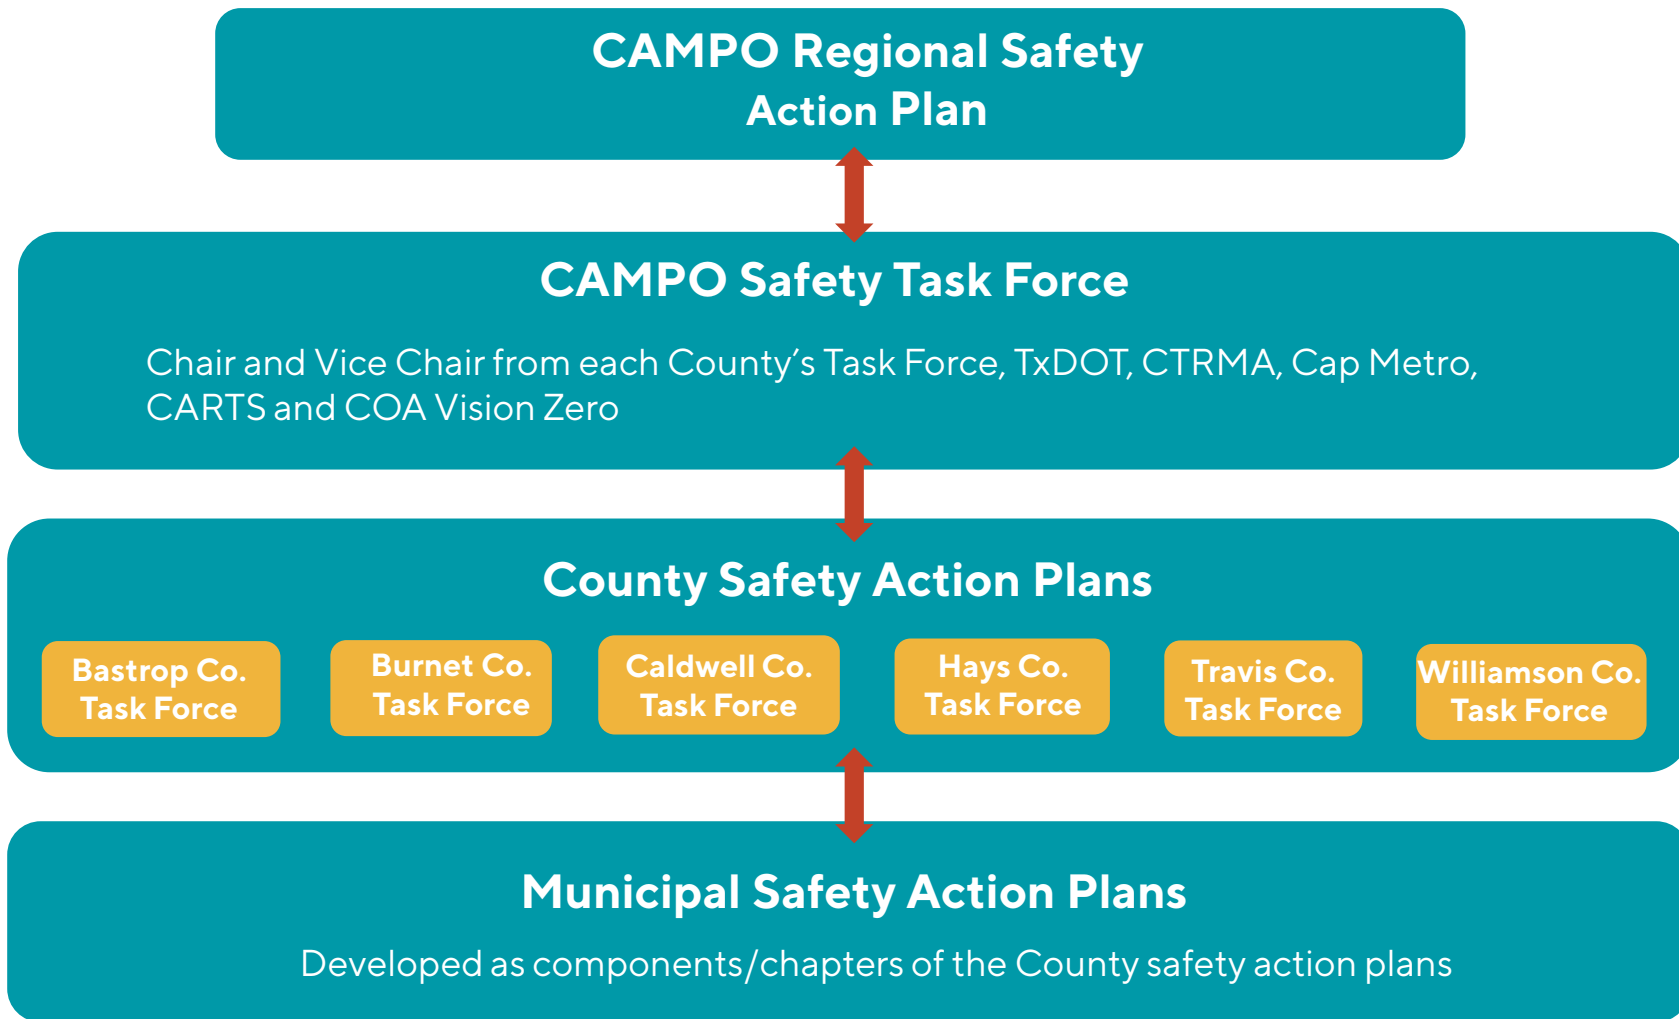 CAMPO Regional Safety
Action Plan
CAMPO Safety Task Force
Chair and Vice Chair from each County's Task Force, TxDOT, CTRMA, Cap Metro,
CARTS and COA Vision Zero
County Safety Action Plans
Bastrop Co.
Task Force
Burnet Co.
Task Force
Caldwell Co.
Task Force
Hays Co.
Task Force
Travis Co.
Task Force
Williamson Co.
Task Force
Municipal Safety Action Plans
Developed as components/chapters of the County safety action plans